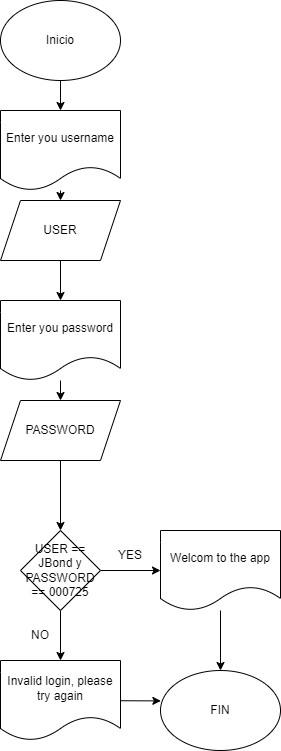 Inicio
Enter you username
USER
Enter you password
PASSWORD
USER ==
JBond y
PASSWORD
== 000725
YES
Welcom to the app
NO
Invalid login, please
try again
FIN